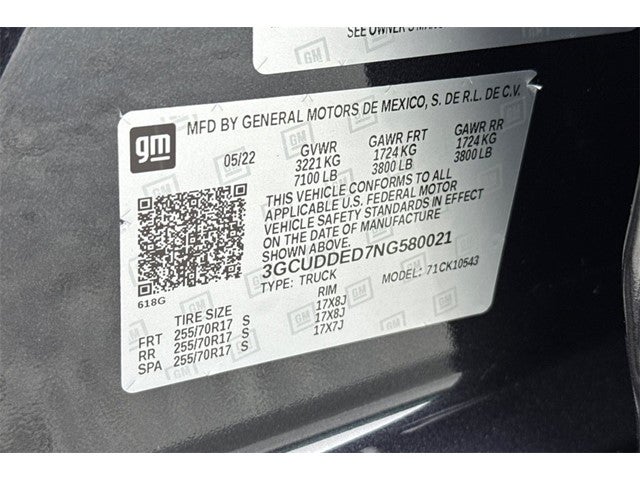 SEE OWNER'S
MFD BY GENERAL MOTORS DE MEXICO, S. DE R.L. DE C.V.
gm
05/22 GVWR GAWR FRT GAWR RR
3221 KG 1724 KG 1724 KG
7100 LB 3800 LB 3800 LB
THIS VEHICLE CONFORMS TO ALL
APPLICABLE U.S. FEDERAL MOTOR
VEHICLE SAFETY STANDARDS IN EFFECT
ON THE DATE OF MANUFACTURE
SHOWN ABOVE.
3GCUDDED7NG580021
TYPE: TRUCK MODEL: 71CK10543
618G
TIRE SIZE RIM
FRT 255/70R17 S 17X8J
RR 255/70R17 S 17X8J
SPA 255/70R17 S 17X7J